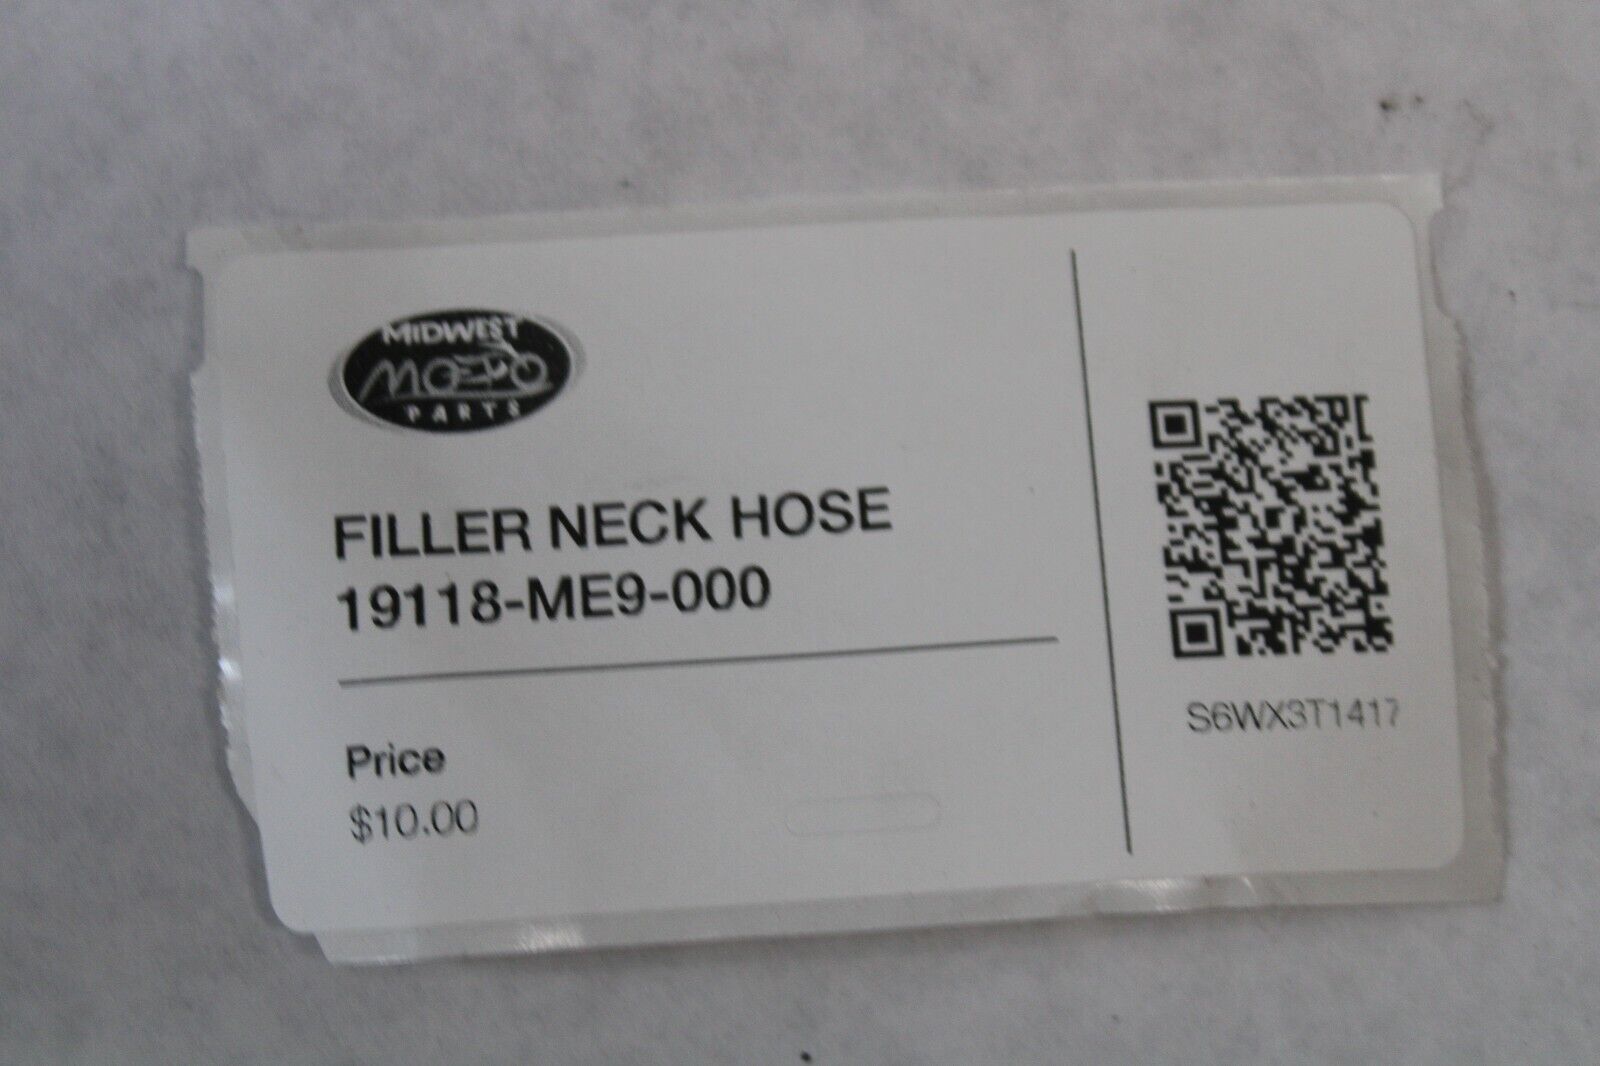 MIDWEST
MOTO
PARTS
FILLER NECK HOSE
19118-ME9-000
Price
$10.00
S6WX3T1417